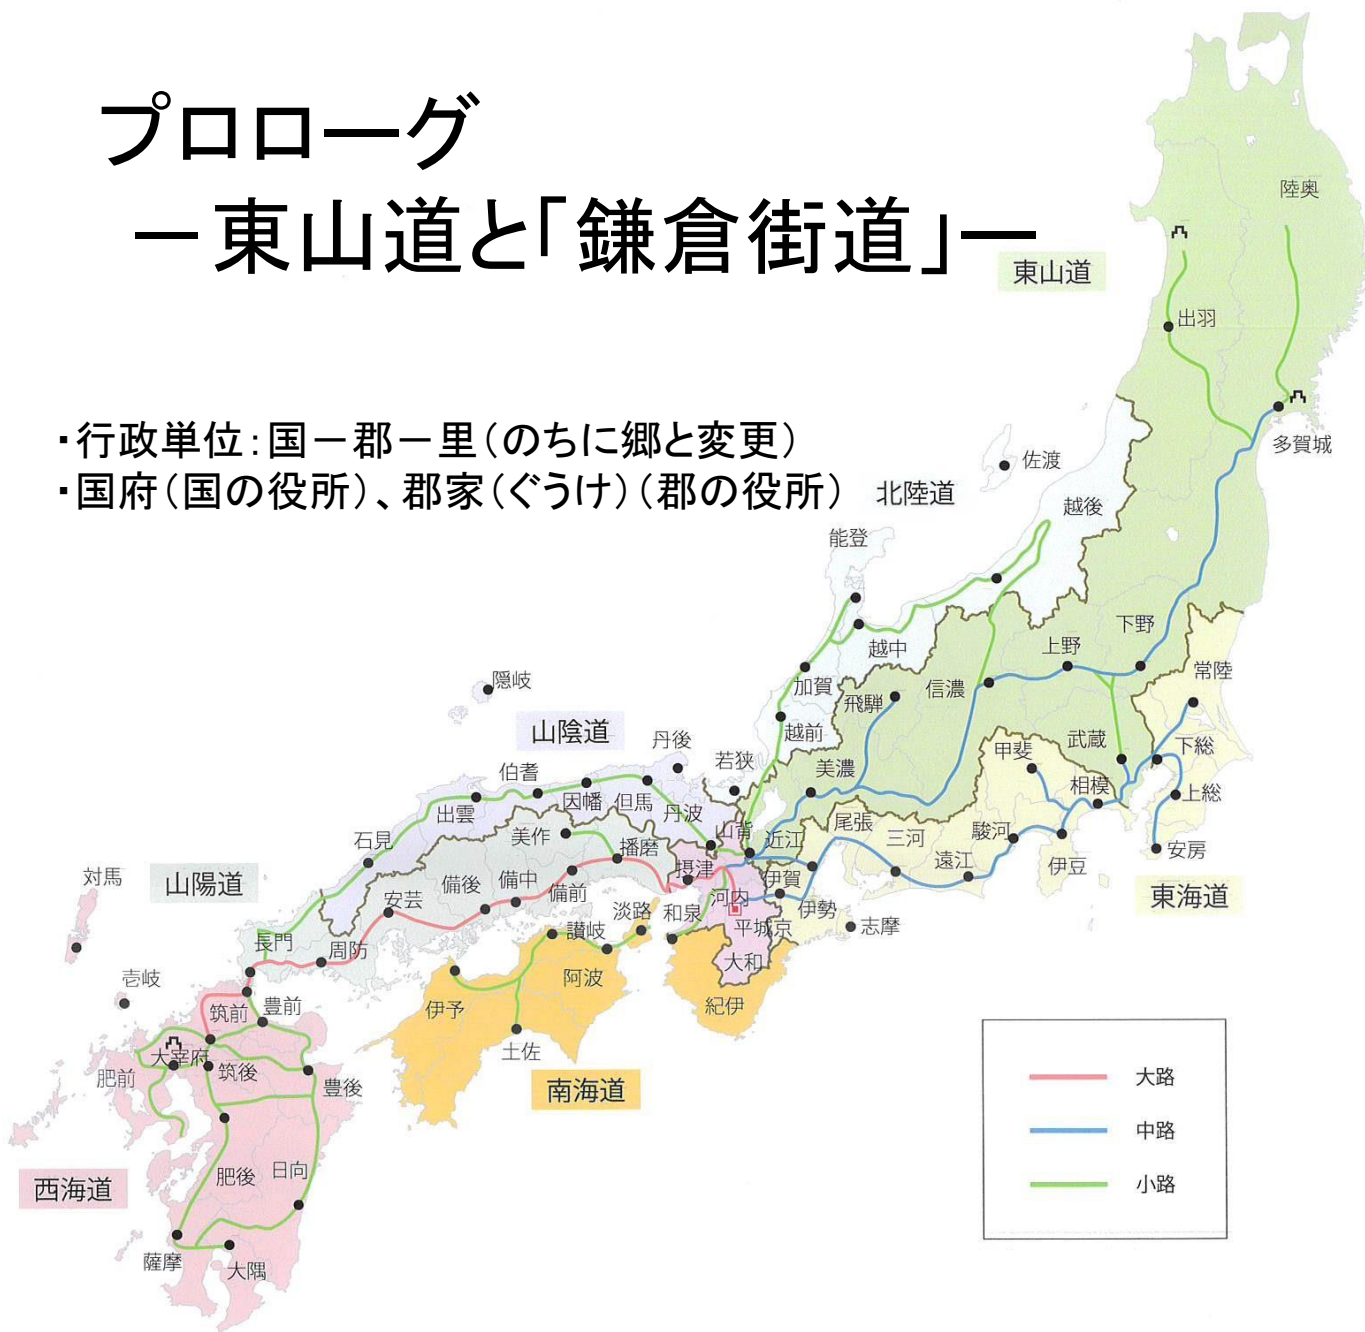 プロローグ
－東山道と「鎌倉街道」－
・行政単位：国－郡－里（のちに郷と変更）
・国府（国の役所）、郡家（ぐうけ）（郡の役所）
東山道
陸奥
出羽
多賀城
佐渡
北陸道
越後
能登
下野
上野
越中
常陸
隠岐
加賀
飛騨
信濃
山陰道
越前
丹後
甲斐
武蔵
下総
若狭
伯耆
美濃
相模
上総
因幡
但馬
出雲
丹波
尾張
三河
駿河
石見
美作
播磨
山背
近江
安房
遠江
伊豆
対馬
山陽道
備後
備中
備前
摂津
伊賀
東海道
安芸
河内
淡路
和泉
伊勢
志摩
平城京
讃岐
長門
周防
大和
壱岐
阿波
伊予
紀伊
筑前
豊前
大宰府
土佐
肥前
筑後
豊後
南海道
大路
中路
小路
西海道
肥後
日向
薩摩
大隅